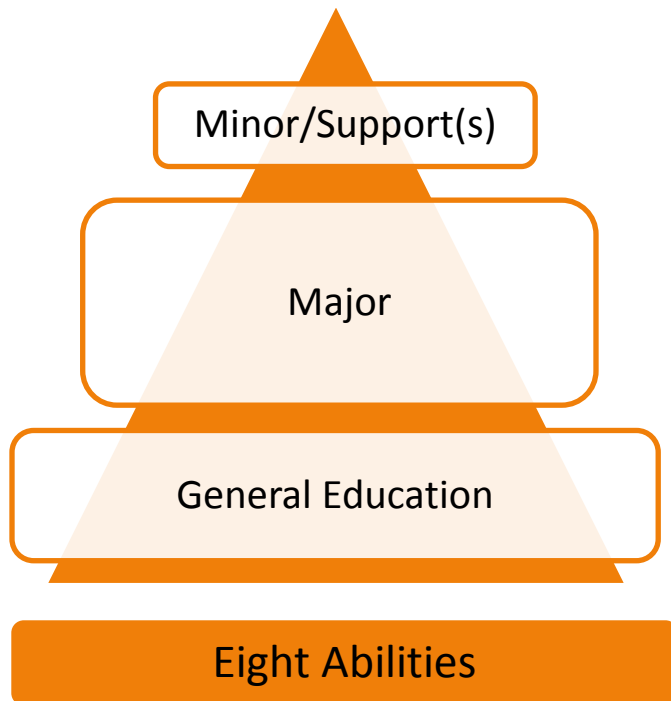 Minor/Support(s)
Major
General Education
Eight Abilities